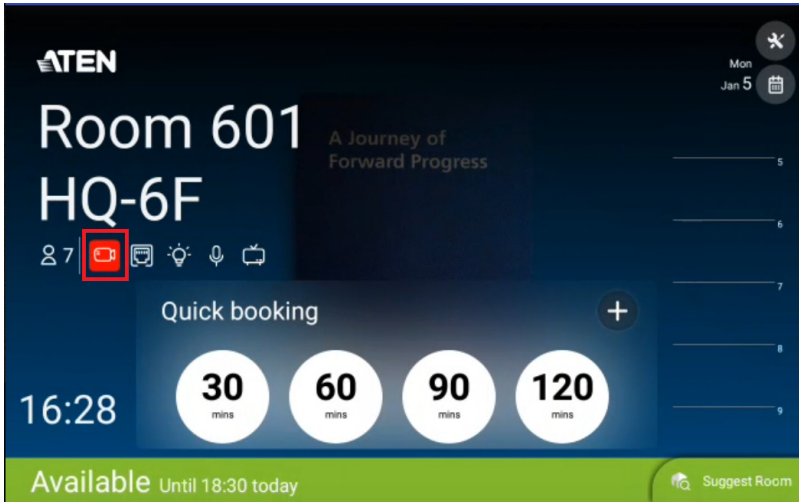 ATEN
Mon
Jan 5
Room 601
HQ-6F
A Journey of
Forward Progress
7
5
6
7
8
9
Quick booking
+
30
mins
60
mins
90
mins
120
mins
16:28
Available Until 18:30 today
Suggest Room